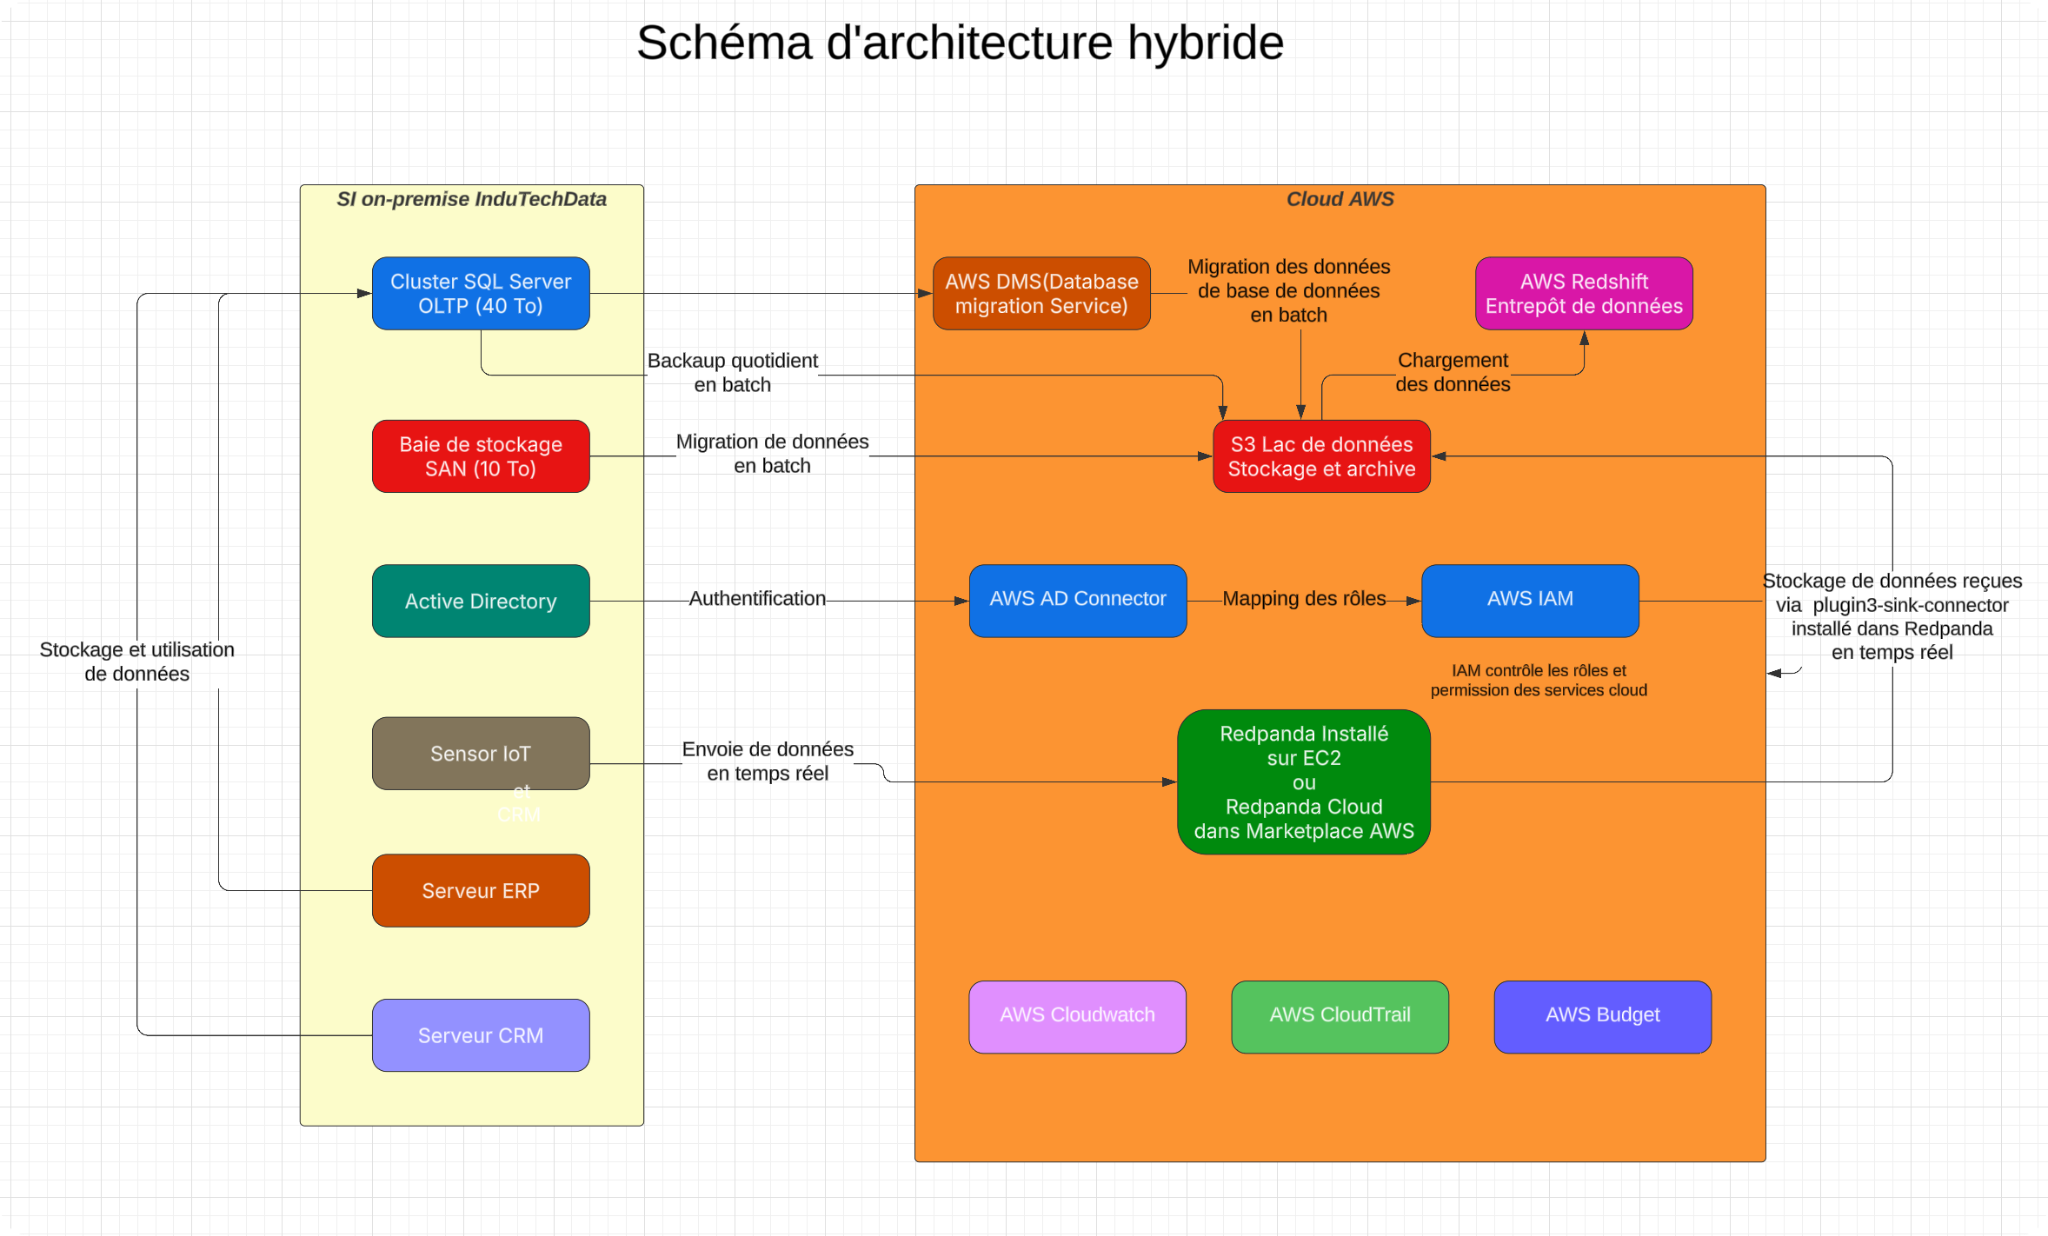 Schéma d'architecture hybride
SI on-premise InduTechData
Cluster SQL Server
OLTP (40 To)
Baie de stockage
SAN (10 To)
Active Directory
Sensor IoT
et
CRM
Serveur ERP
Serveur CRM
Stockage et utilisation
de données
Backaup quotidient
en batch
Migration de données
en batch
Authentification
Envoie de données
en temps réel
Cloud AWS
AWS DMS(Database
migration Service)
Migration des données
de base de données
en batch
AWS Redshift
Entrepôt de données
Chargement
des données
S3 Lac de données
Stockage et archive
AWS AD Connector
Mapping des rôles
AWS IAM
IAM contrôle les rôles et
permission des services cloud
Stockage de données reçues
via  plugin3-sink-connector
installé dans Redpanda
en temps réel
Redpanda Installé
sur EC2
ou
Redpanda Cloud
dans Marketplace AWS
AWS Cloudwatch
AWS CloudTrail
AWS Budget